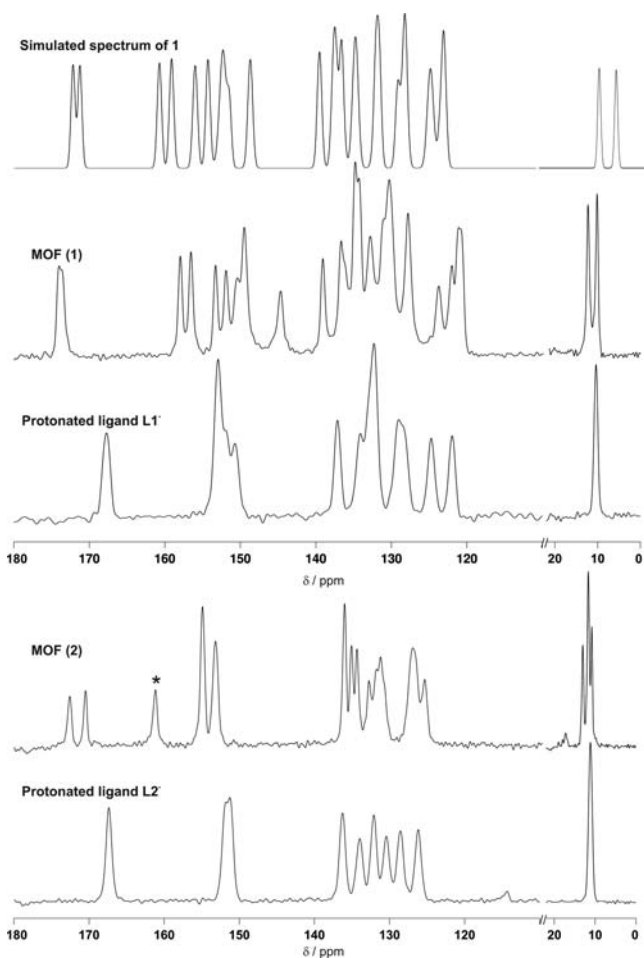 Simulated spectrum of 1
MOF (1)
Protonated ligand L1⁻
180 170 160 150 140 130 120 // 20 10 0
δ / ppm
MOF (2)
*
Protonated ligand L2⁻
180 170 160 150 140 130 120 // 20 10 0
δ / ppm